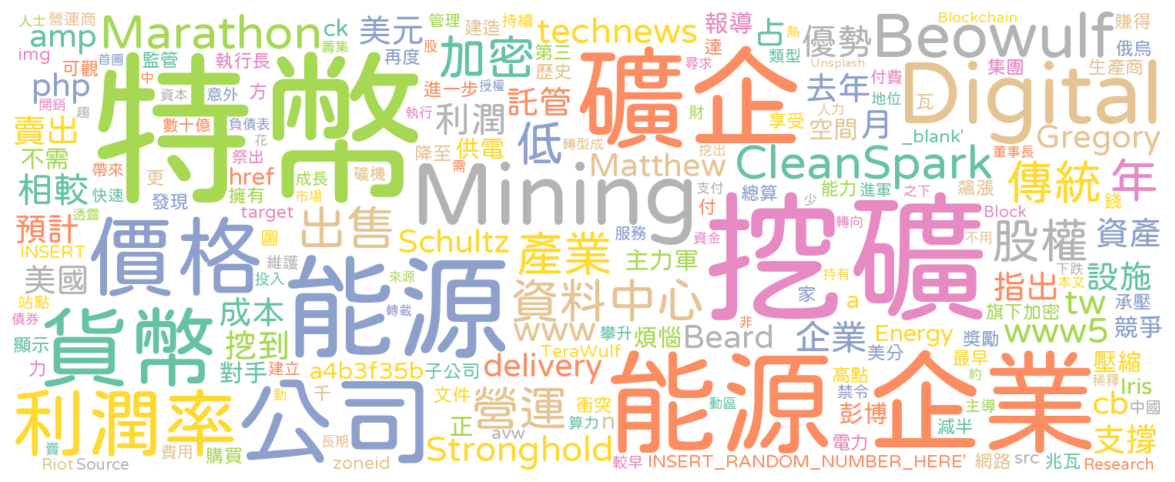 人士 營運商 amp Marathon ck 美元 管理 建造 持續 technews 報導 占 熱 Blockchain 賺得
img 首圖 可觀 監管 執行長 再度 股 加密 第三 達 優勢 類型 Beowulf 俄烏
php 特幣 中 籌集 進一步 歷史 尋求 礦企 Unsplash 集團 生產商
開銷 趨 資本 意外 方 利潤 授權 託管 財 去年 付費 地位 瓦 Digital
賣出 數十億 負債表 執行 低 供電 轉型成 人力 享受 空間 月 _blank' Gregory
不需 帶來 祭出 花 降至 需 Matthew 挖出 CleanSpark 董事長
相較 快速 更 href 成長 礦機 Mining 總算 能力 進軍 之下 飆漲 傳統 年
透露 發現 擁有 市場 支付 付 挖礦 錢
預計 target 出售 服務 少 轉向 Block 股權 資產
INSERT 價格 圖 Schultz 產業 主力軍 資金 不用
美國 維護 能源 資料中心 家 持有 下跌 本文 指出 設施
站點 投入 來源 成本 www a 旗下加密 承壓 tw
債券 貨幣 轉載 攀升 煩惱 Beard 企業 Energy 獎勵 www5 競爭
顯示 挖到 TeraWulf 非 美分 最早 壓縮
力 建立 對手 a4b3f35b 子公司 delivery 高點 約 稀釋 Iris
利潤率 公司 動 千 文件 營運 衝突 動區 能源企業 禁令 主導 cb 中國
正 算力 n 彭博 減半 支撐
賣 費用 長期 avw Stronghold 電力
Riot Source 購買 zoneid 較早 INSERT_RANDOM_NUMBER_HERE' 網路 src 兆瓦 Research